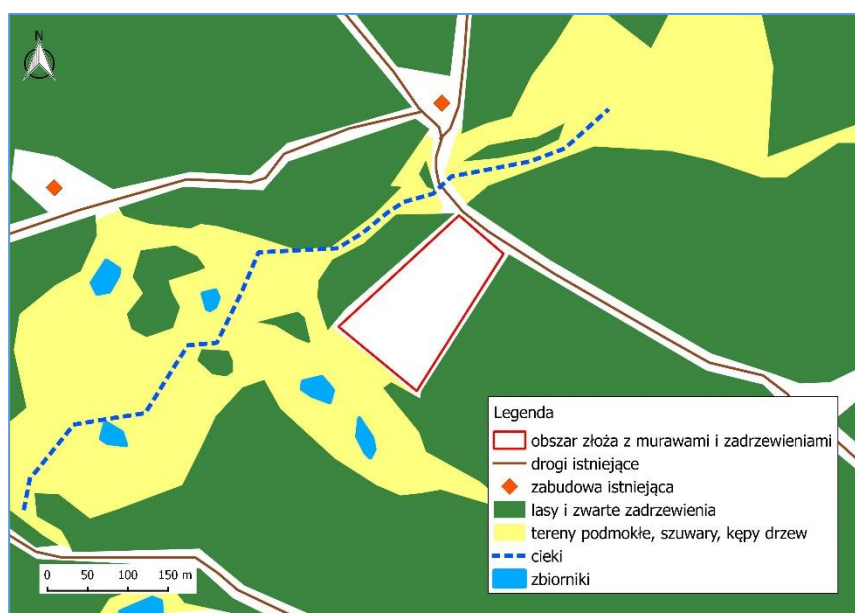 N
Legenda
obszar złoża z murawami i zadrzewieniami
drogi istniejące
zabudowa istniejąca
lasy i zwarte zadrzewienia
tereny podmokłe, szuwary, kępy drzew
cieki
zbiorniki
0 50 100 150 m